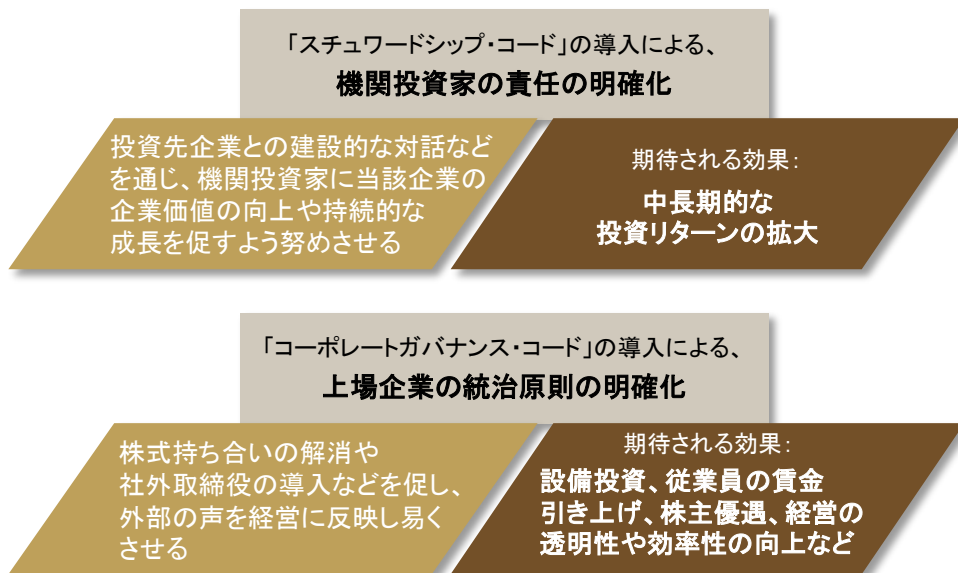 「スチュワードシップ・コード」の導入による、
機関投資家の責任の明確化
投資先企業との建設的な対話など
を通じ、機関投資家に当該企業の
企業価値の向上や持続的な
成長を促すよう努めさせる
期待される効果：
中長期的な
投資リターンの拡大
「コーポレートガバナンス・コード」の導入による、
上場企業の統治原則の明確化
株式持ち合いの解消や
社外取締役の導入などを促し、
外部の声を経営に反映し易く
させる
期待される効果：
設備投資、従業員の賃金
引き上げ、株主優遇、経営の
透明性や効率性の向上など